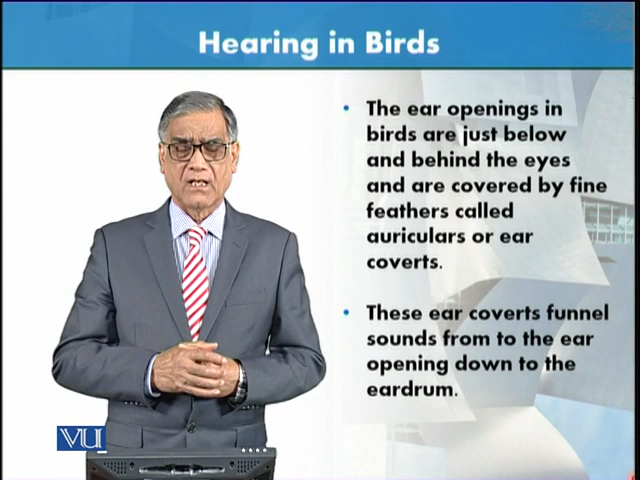 Hearing in Birds
• The ear openings in
birds are just below
and behind the eyes
and are covered by fine
feathers called
auriculars or ear
coverts.
• These ear coverts funnel
sounds from to the ear
opening down to the
eardrum.
VU